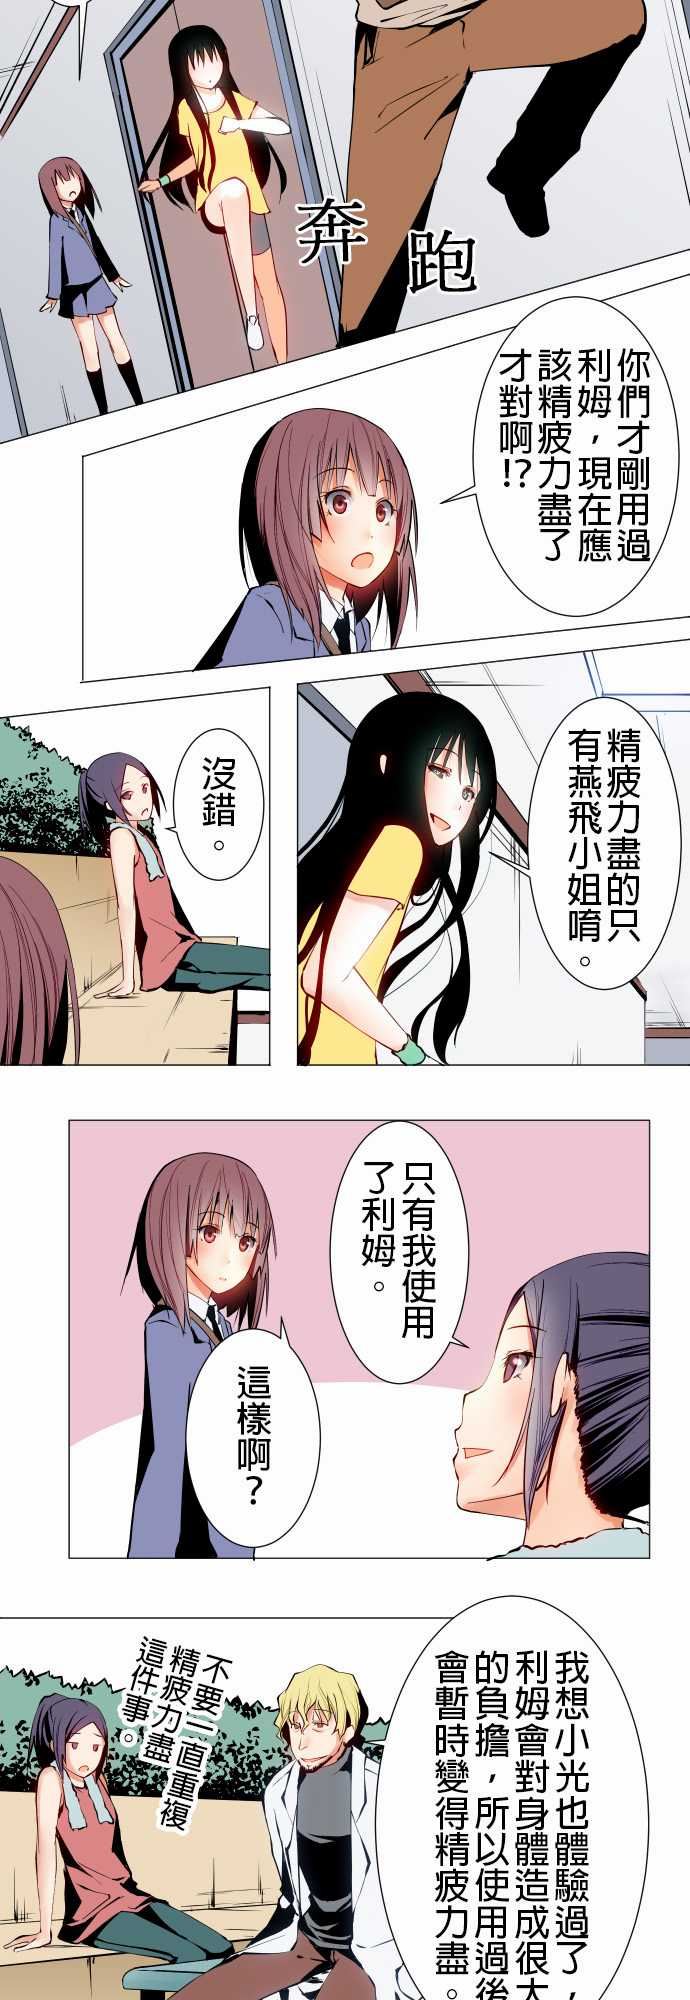 奔跑
你們才剛用過
利姆，現在應
該精疲力盡了
才對啊!?
精疲力盡的只
有燕飛小姐唷。
沒錯。
只有我使用
了利姆。
這樣啊？
我想小光也體驗過了，
利姆會對身體造成很大
的負擔，所以使用過後
會暫時變得精疲力盡。
不要一直重複
精疲力盡
這件事。